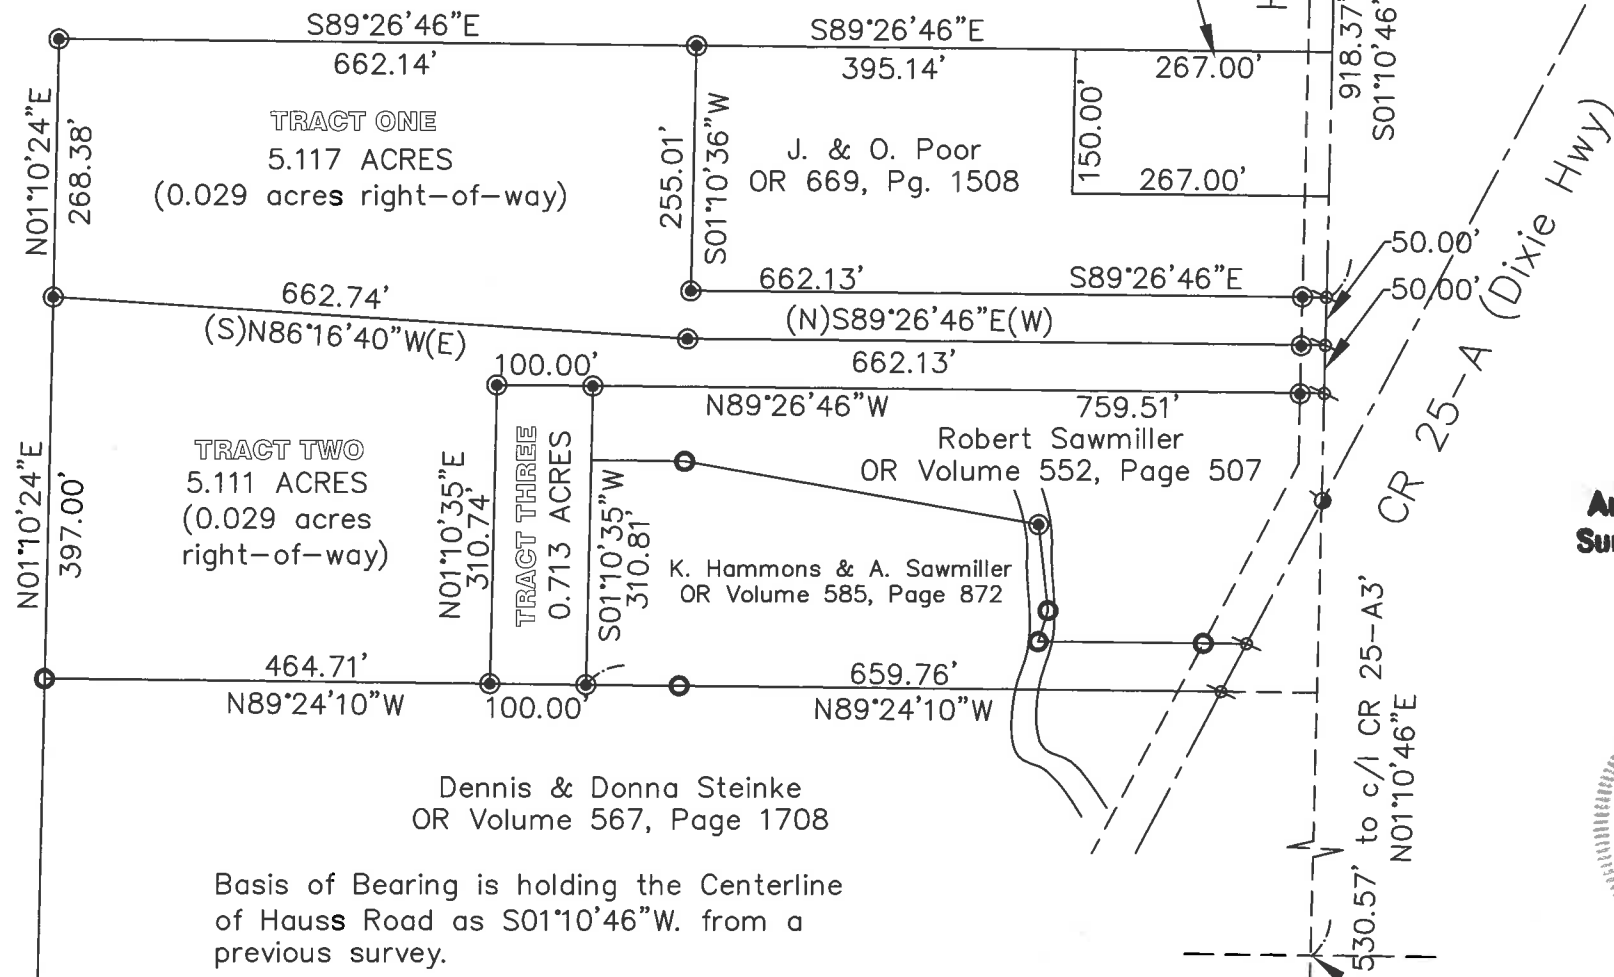 S89°26'46"E
662.14'
S89°26'46"E
395.14'
267.00'
H
918.37'
S01°10'46"
N01°10'24"E
268.38'
TRACT ONE
5.117 ACRES
(0.029 acres right-of-way)
255.01'
S01°10'36"W
J. & O. Poor
OR 669, Pg. 1508
150.00'
267.00'
50.00'
50.00'
662.13'
S89°26'46"E
662.74'
(S)N86°16'40"W(E)
(N)S89°26'46"E(W)
662.13'
100.00'
N89°26'46"W
759.51'
CR 25-A (Dixie Hwy)
N01°10'24"E
397.00'
TRACT TWO
5.111 ACRES
(0.029 acres
right-of-way)
N01°10'35"E
310.74'
TRACT THREE
0.713 ACRES
S01°10'35"W
310.81'
Robert Sawmiller
OR Volume 552, Page 507
K. Hammons & A. Sawmiller
OR Volume 585, Page 872
464.71'
N89°24'10"W
100.00'
659.76'
N89°24'10"W
530.57' to c/l CR 25-A3'
N01°10'46"E
Dennis & Donna Steinke
OR Volume 567, Page 1708
Basis of Bearing is holding the Centerline
of Hauss Road as S01°10'46"W. from a
previous survey.